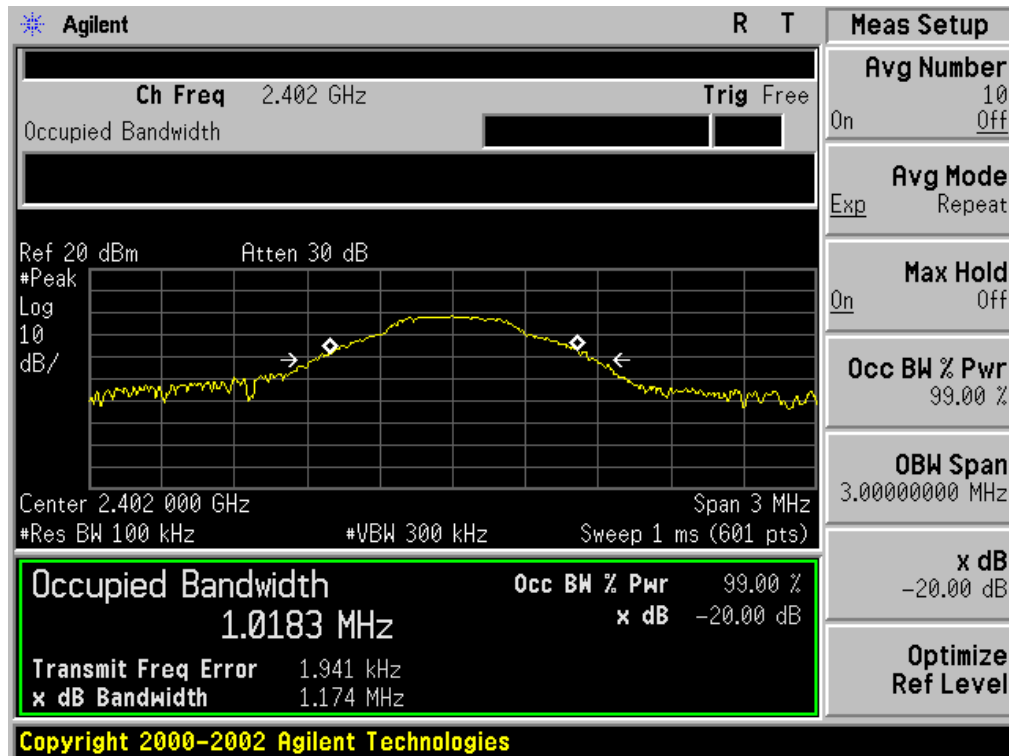 Agilent R T
Ch Freq 2.402 GHz Trig Free
Occupied Bandwidth
Ref 20 dBm Atten 30 dB
#Peak
Log
10
dB/
Center 2.402 000 GHz Span 3 MHz
#Res BW 100 kHz #VBW 300 kHz Sweep 1 ms (601 pts)
Occupied Bandwidth Occ BW % Pwr 99.00 %
1.0183 MHz x dB -20.00 dB
Transmit Freq Error 1.941 kHz
x dB Bandwidth 1.174 MHz
Copyright 2000-2002 Agilent Technologies
Meas Setup
Avg Number
10
On Off
Avg Mode
Exp Repeat
Max Hold
On Off
Occ BW % Pwr
99.00 %
OBW Span
3.00000000 MHz
x dB
-20.00 dB
Optimize
Ref Level